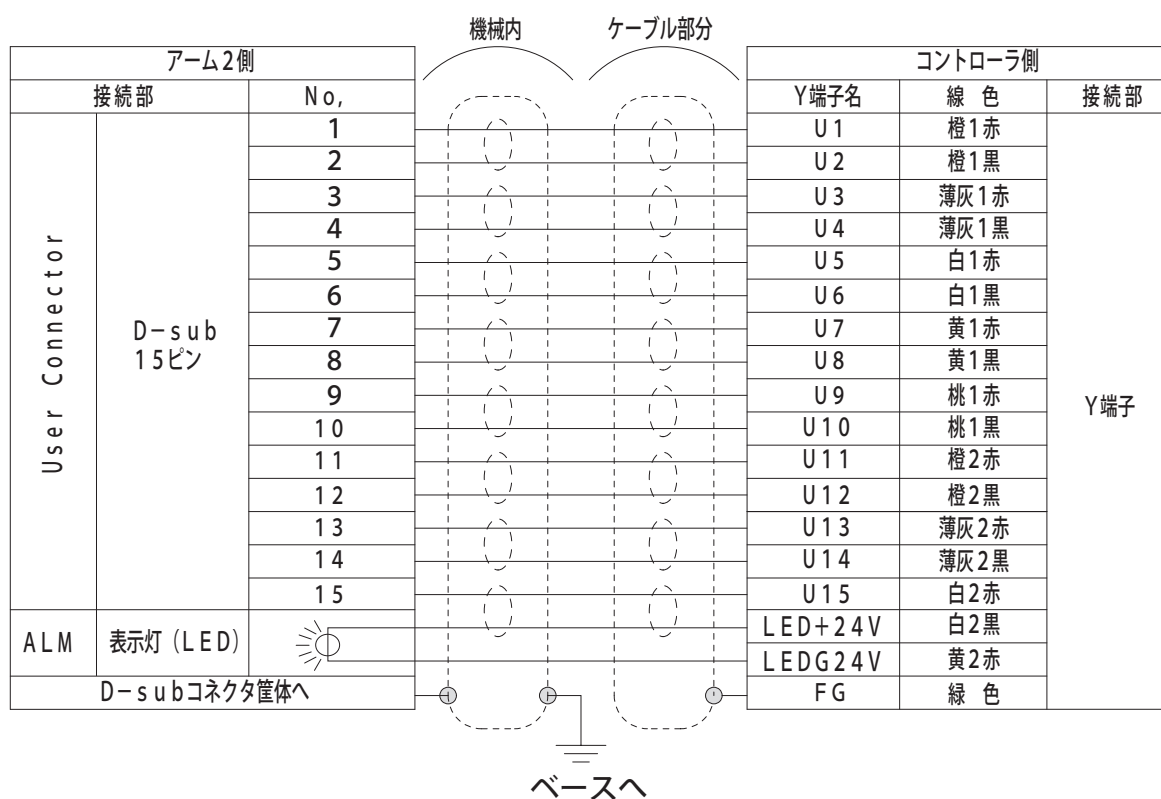 機械内 ケーブル部分
アーム2側 コントローラ側
接続部 No, Y端子名 線 色 接続部
1 U1 橙1赤
2 U2 橙1黒
3 U3 薄灰1赤
4 U4 薄灰1黒
5 U5 白1赤
6 U6 白1黒
User Connector
D-sub
15ピン
7 U7 黄1赤
8 U8 黄1黒
9 U9 桃1赤
Y端子
10 U10 桃1黒
11 U11 橙2赤
12 U12 橙2黒
13 U13 薄灰2赤
14 U14 薄灰2黒
15 U15 白2赤
ALM 表示灯(LED)
LED+24V 白2黒
LEDG24V 黄2赤
D-subコネクタ筐体へ FG 緑 色
ベースへ